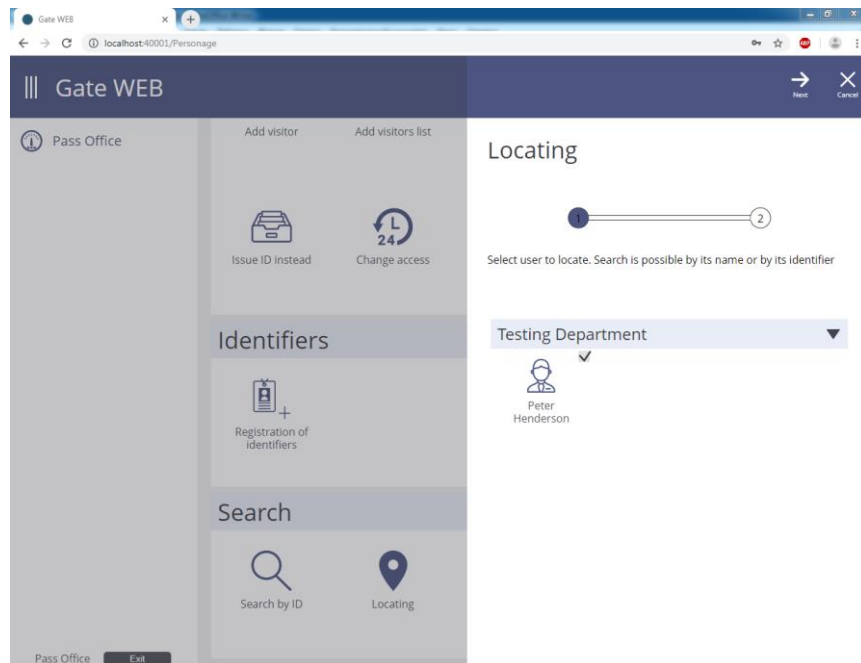 Gate WEB
localhost:40001/Personage
Gate WEB
Next
Cancel
Pass Office
Add visitor
Add visitors list
Issue ID instead
24
Change access
Identifiers
Registration of
identifiers
Search
Search by ID
Locating
Pass Office
Exit
Locating
1
2
Select user to locate. Search is possible by its name or by its identifier
Testing Department
Peter
Henderson